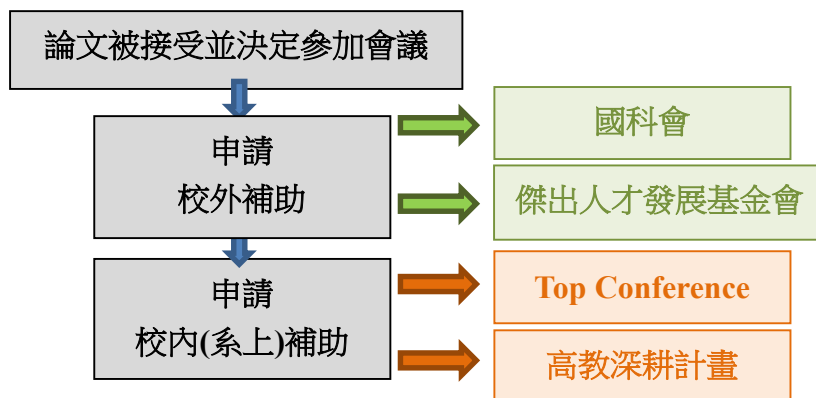 論文被接受並決定參加會議
申請
校外補助
國科會
傑出人才發展基金會
申請
校內(系上)補助
Top Conference
高教深耕計畫